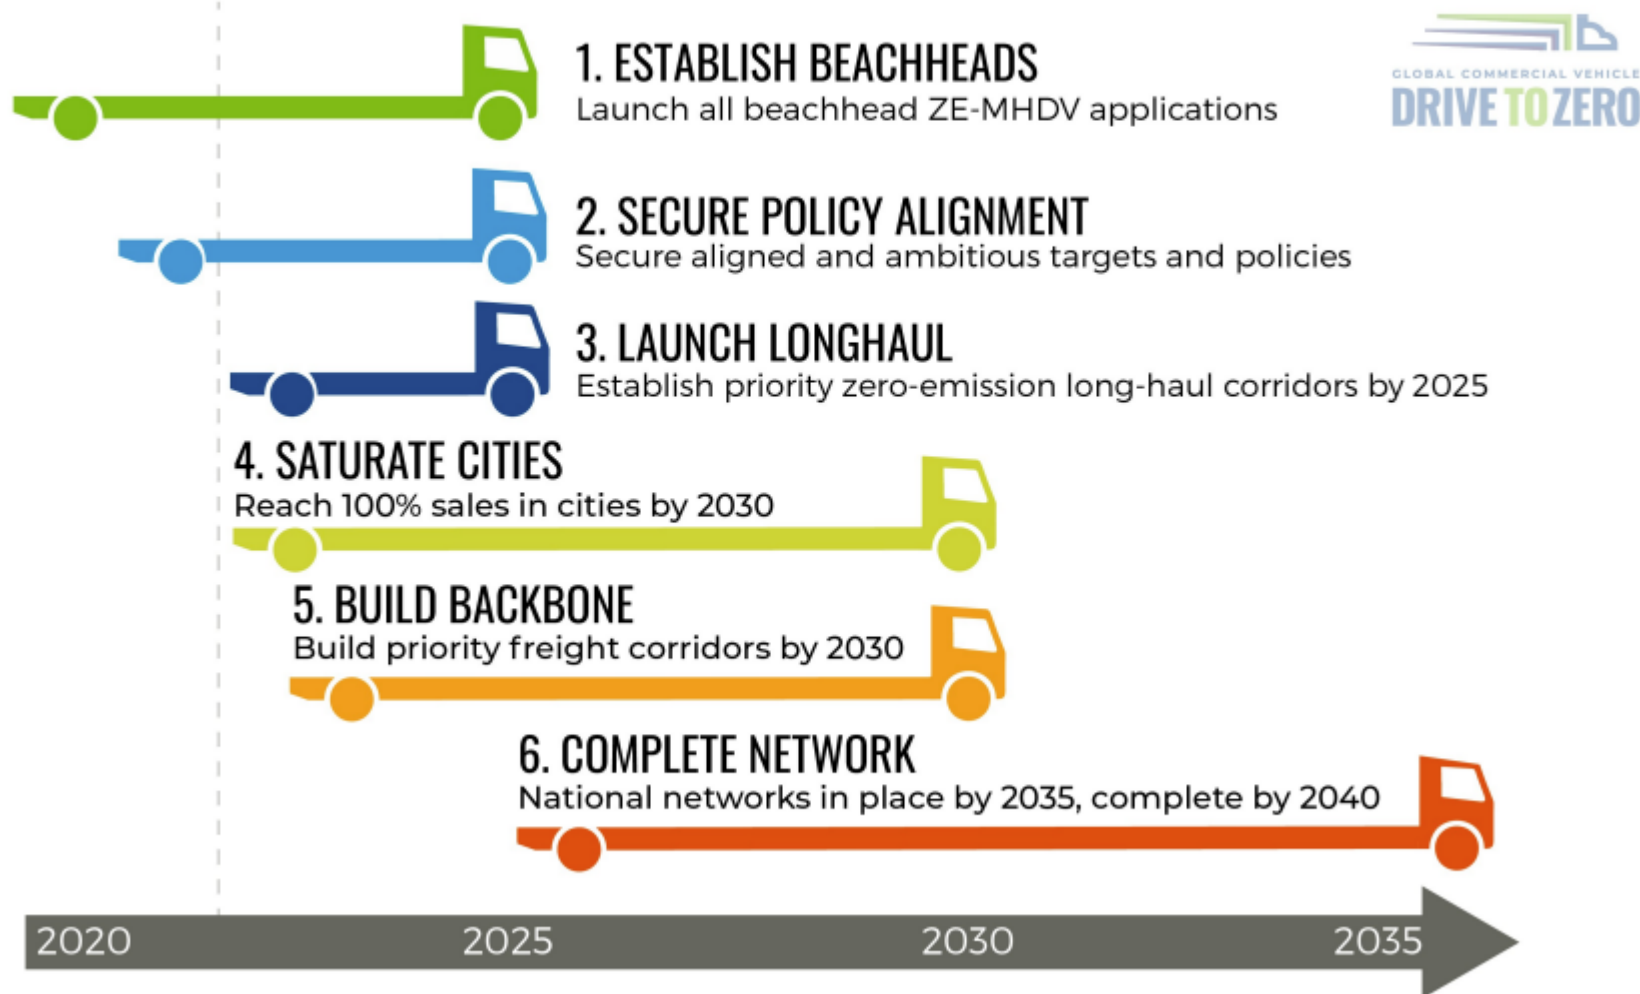 1. ESTABLISH BEACHHEADS
Launch all beachhead ZE-MHDV applications
GLOBAL COMMERCIAL VEHICLE
DRIVE TO ZERO
2. SECURE POLICY ALIGNMENT
Secure aligned and ambitious targets and policies
3. LAUNCH LONGHAUL
Establish priority zero-emission long-haul corridors by 2025
4. SATURATE CITIES
Reach 100% sales in cities by 2030
5. BUILD BACKBONE
Build priority freight corridors by 2030
6. COMPLETE NETWORK
National networks in place by 2035, complete by 2040
2020 2025 2030 2035